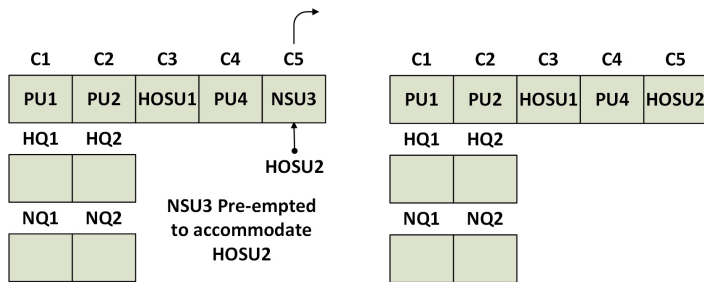 C1 C2 C3 C4 C5
PU1 PU2 HOSU1 PU4 NSU3
HQ1 HQ2
HOSU2
NQ1 NQ2
NSU3 Pre-empted
to accommodate
HOSU2
C1 C2 C3 C4 C5
PU1 PU2 HOSU1 PU4 HOSU2
HQ1 HQ2
NQ1 NQ2